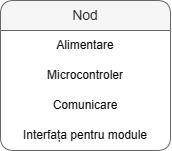 Nod
Alimentare
Microcontroler
Comunicare
Interfața pentru module